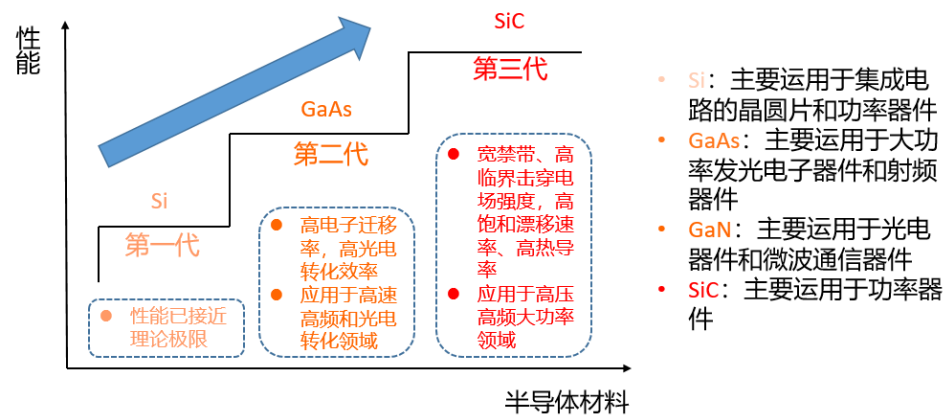 性能
SiC
第三代
GaAs
第二代
Si
第一代
性能已接近
理论极限
高电子迁移
率，高光电
转化效率
应用于高速
高频和光电
转化领域
宽禁带、高
临界击穿电
场强度，高
饱和漂移速
率、高热导
率
应用于高压
高频大功率
领域
半导体材料
Si：主要运用于集成电
路的晶圆片和功率器件
GaAs：主要运用于大功
率发光电子器件和射频
器件
GaN：主要运用于光电
器件和微波通信器件
SiC：主要运用于功率器
件